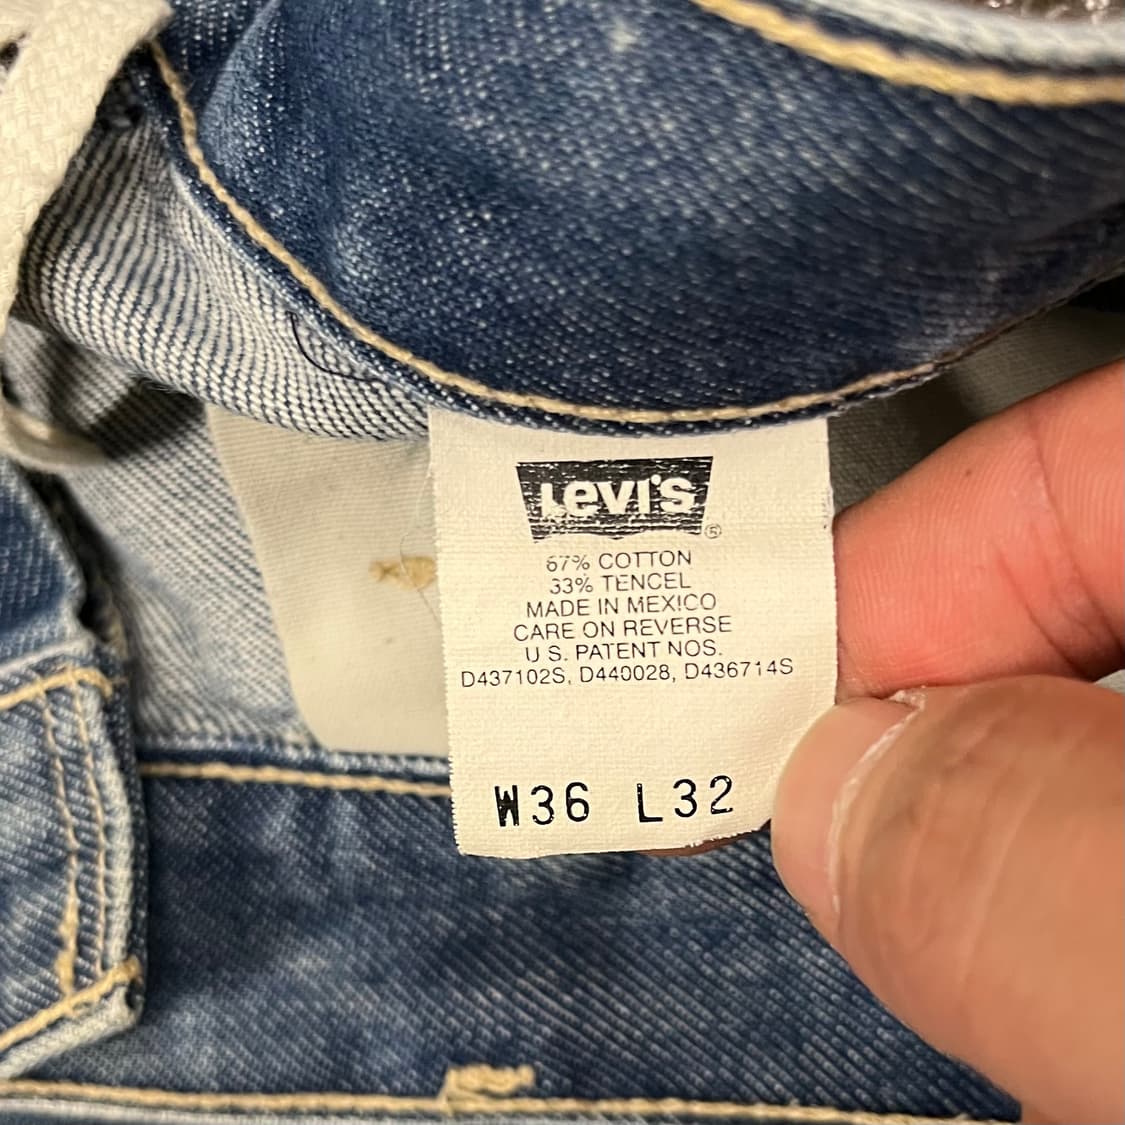 LEVI'S ®
67% COTTON
33% TENCEL
MADE IN MEXICO
CARE ON REVERSE
U.S. PATENT NOS.
D437102S, D440028, D436714S
W36 L32